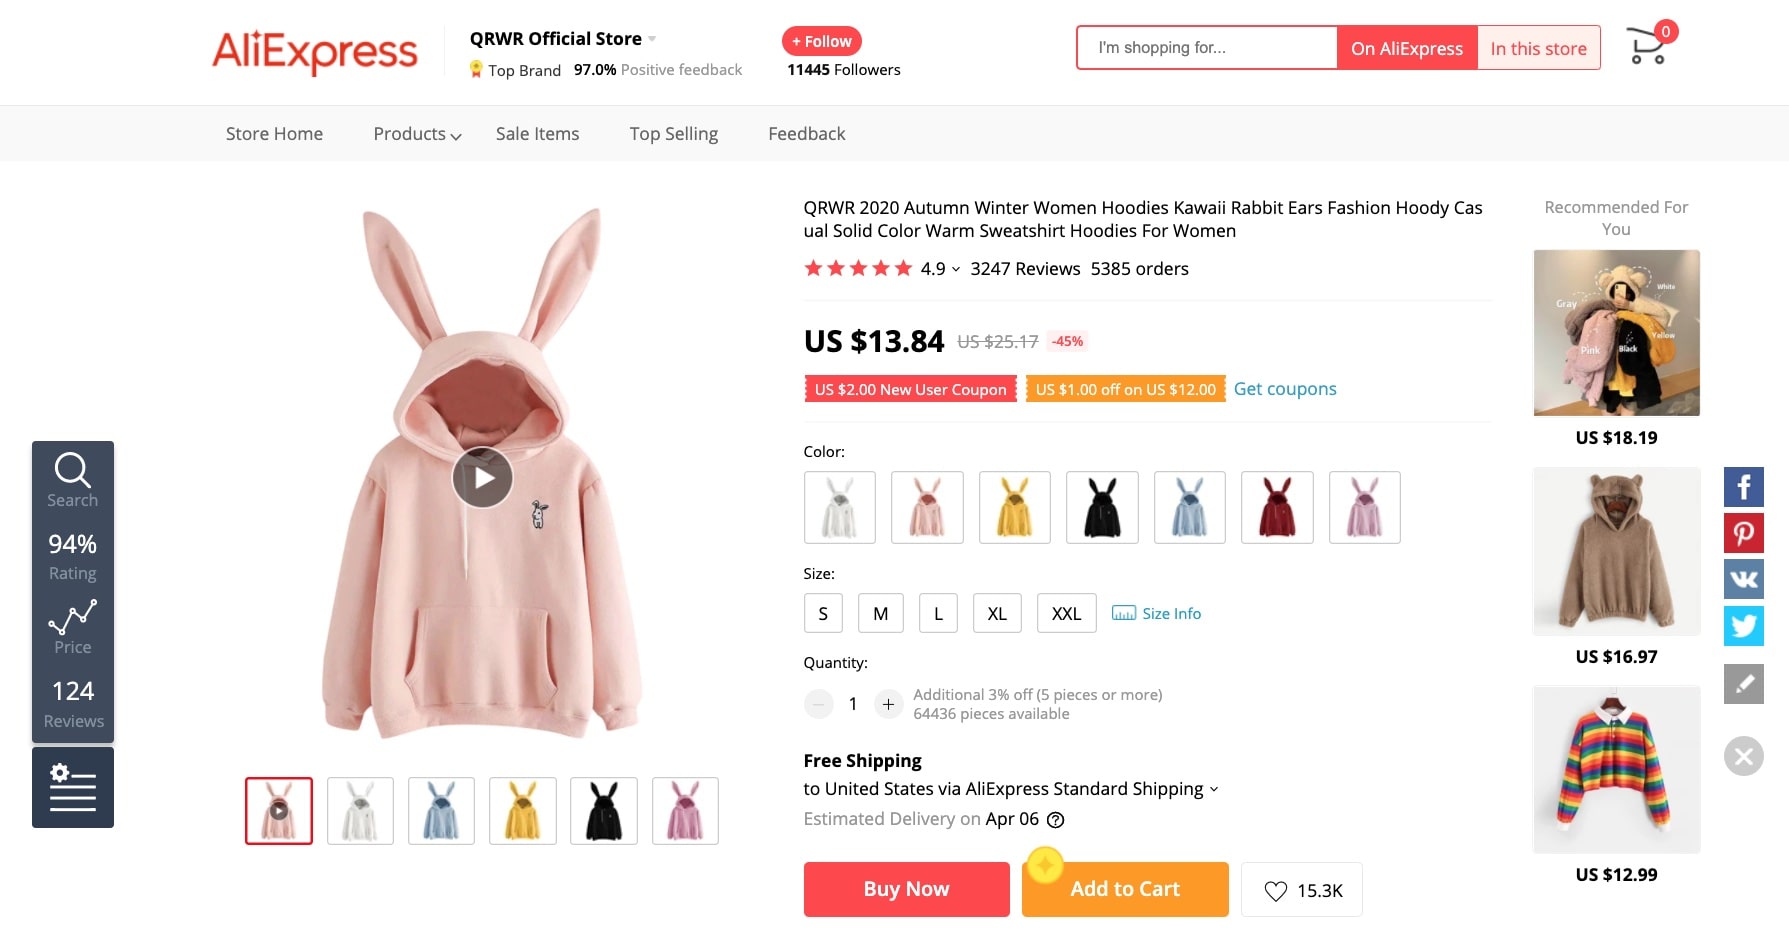 AliExpress
QRWR Official Store
Top Brand 97.0% Positive feedback
+ Follow
11445 Followers
I'm shopping for...
On AliExpress
In this store
0
Store Home
Products
Sale Items
Top Selling
Feedback
QRWR 2020 Autumn Winter Women Hoodies Kawaii Rabbit Ears Fashion Hoody Cas
ual Solid Color Warm Sweatshirt Hoodies For Women
4.9 3247 Reviews 5385 orders
US $13.84 US $25.17 -45%
US $2.00 New User Coupon US $1.00 off on US $12.00 Get coupons
Color:
Size:
S M L XL XXL Size Info
Quantity:
1
Additional 3% off (5 pieces or more)
64436 pieces available
Free Shipping
to United States via AliExpress Standard Shipping
Estimated Delivery on Apr 06
Buy Now
Add to Cart
15.3K
Recommended For
You
White
Gray
Yellow
Pink
Black
US $18.19
US $16.97
US $12.99
Search
94%
Rating
Price
124
Reviews